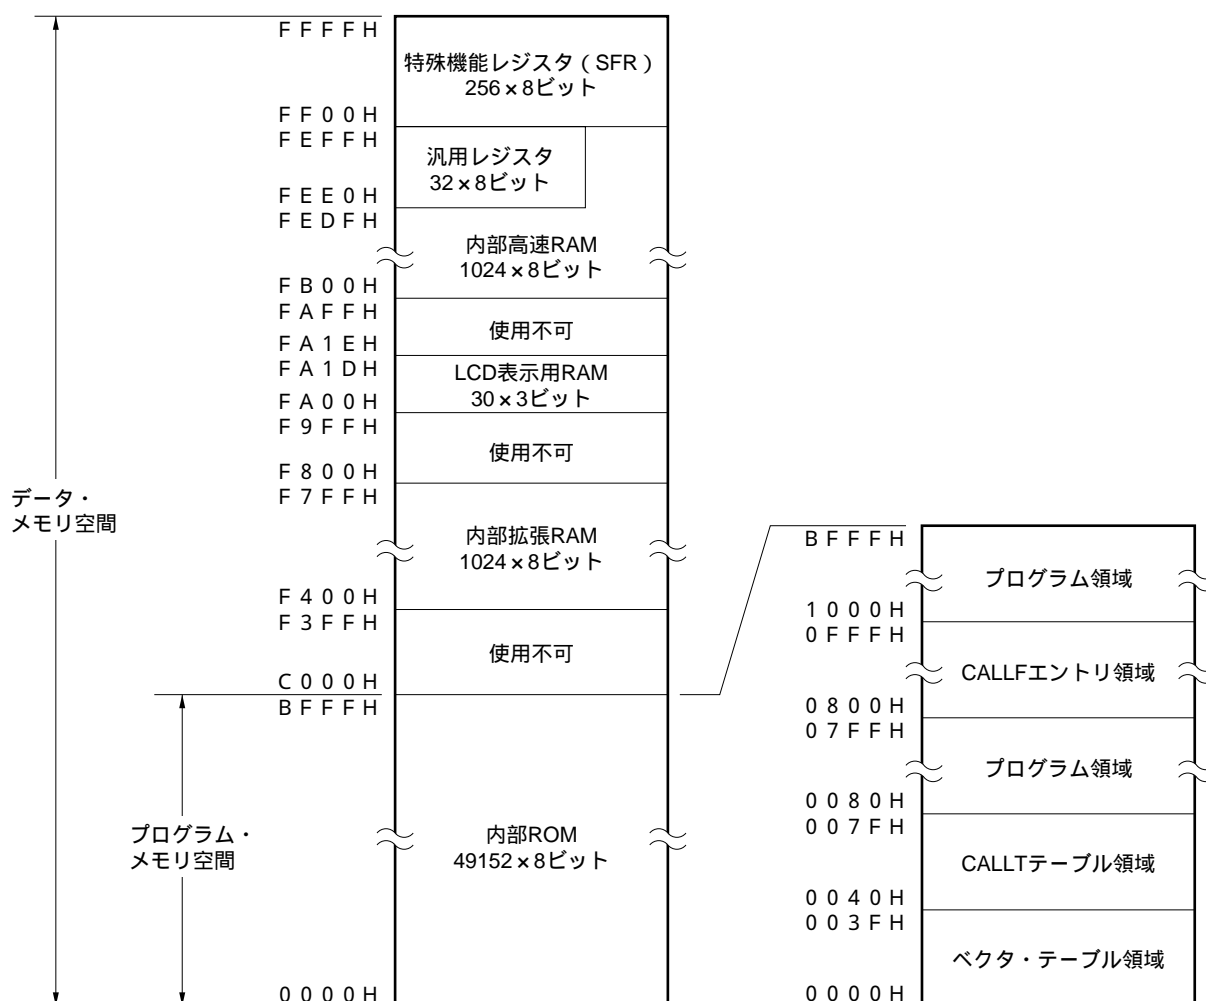 FFFFH
特殊機能レジスタ(SFR)
256×8ビット
FF00H
FEFFH
汎用レジスタ
32×8ビット
FEE0H
FEDFH
内部高速RAM
1024×8ビット
FB00H
FAFFH
使用不可
FA1EH
FA1DH
LCD表示用RAM
30×3ビット
FA00H
F9FFH
使用不可
F800H
F7FFH
データ・
メモリ空間
内部拡張RAM
1024×8ビット
F400H
F3FFH
使用不可
C000H
BFFFH
プログラム・
メモリ空間
内部ROM
49152×8ビット
0000H
BFFFH
プログラム領域
1000H
0FFFH
CALLFエントリ領域
0800H
07FFH
プログラム領域
0080H
007FH
CALLTテーブル領域
0040H
003FH
ベクタ・テーブル領域
0000H